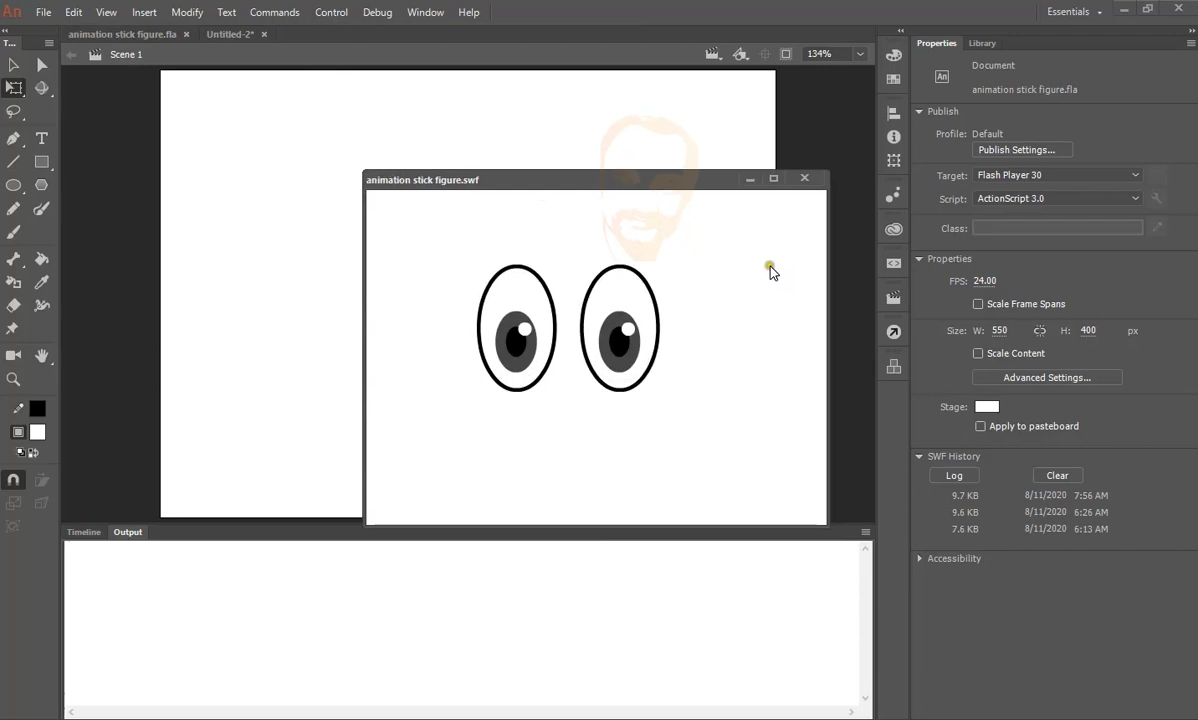 An File Edit View Insert Modify Text Commands Control Debug Window Help Essentials
animation stick figure.fla × Untitled-2* ×
Scene 1 134%
T...
animation stick figure.swf
Timeline Output
Properties Library
Document
An animation stick figure.fla
Publish
Profile: Default
Publish Settings...
Target: Flash Player 30
Script: ActionScript 3.0
Class:
Properties
FPS: 24.00
Scale Frame Spans
Size: W: 550 H: 400 px
Scale Content
Advanced Settings...
Stage:
Apply to pasteboard
SWF History
Log Clear
9.7 KB 8/11/2020 7:56 AM
9.6 KB 8/11/2020 6:26 AM
7.6 KB 8/11/2020 6:13 AM
Accessibility